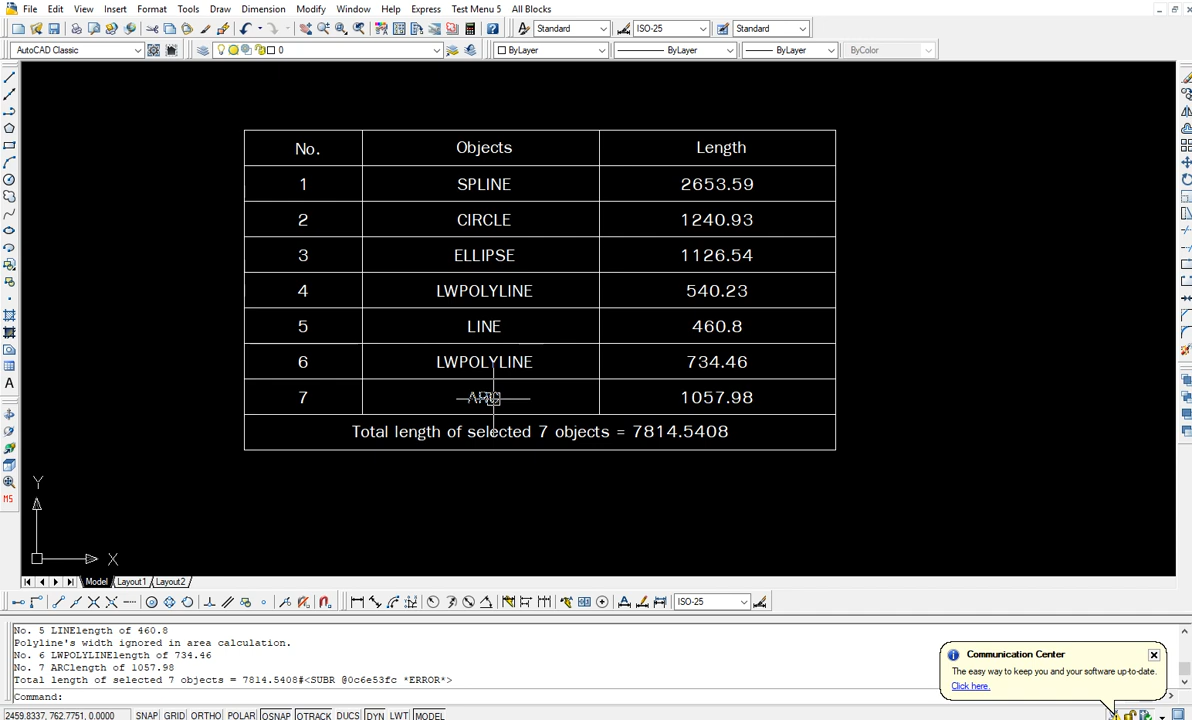 File Edit View Insert Format Tools Draw Dimension Modify Window Help Express Test Menu 5 All Blocks
Standard ISO-25 Standard
AutoCAD Classic 0 ByLayer ByLayer ByLayer ByColor
No. Objects Length
1 SPLINE 2653.59
2 CIRCLE 1240.93
3 ELLIPSE 1126.54
4 LWPOLYLINE 540.23
5 LINE 460.8
6 LWPOLYLINE 734.46
7 ARC 1057.98
Total length of selected 7 objects = 7814.5408
A
MS
Y
X
Model Layout1 Layout2
ISO-25
No. 5 LINElength of 460.8
Polyline's width ignored in area calculation.
No. 6 LWPOLYLINElength of 734.46
No. 7 ARClength of 1057.98
Total length of selected 7 objects = 7814.5408#<SUBR @0c6e53fc *ERROR*>
Command:
Communication Center
The easy way to keep you and your software up-to-date.
Click here.
2459.8337, 762.7751, 0.0000 SNAP GRID ORTHO POLAR OSNAP OTRACK DUCS DYN LWT MODEL